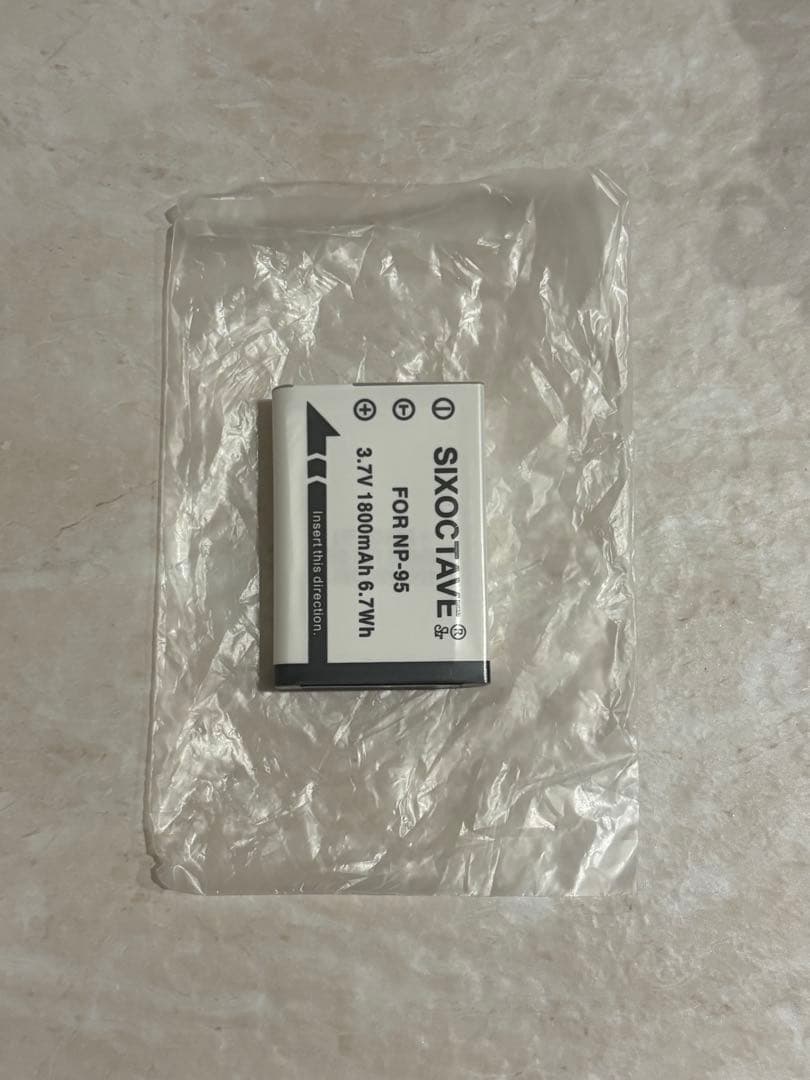 SIXOCTAVE®
FOR NP-95
3.7V 1800mAh 6.7Wh
Insert this direction.
⊖ Ⓣ ⊕